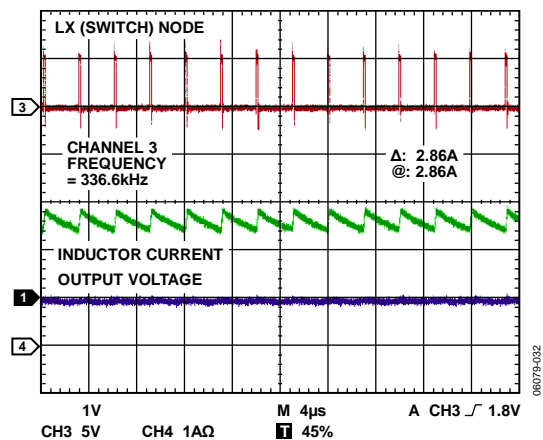 LX (SWITCH) NODE
3
CHANNEL 3
FREQUENCY
= 336.6kHz
Δ: 2.86A
@: 2.86A
INDUCTOR CURRENT
OUTPUT VOLTAGE
1
4
06079-032
1V M 4µs A CH3 1.8V
CH3 5V CH4 1AΩ T 45%